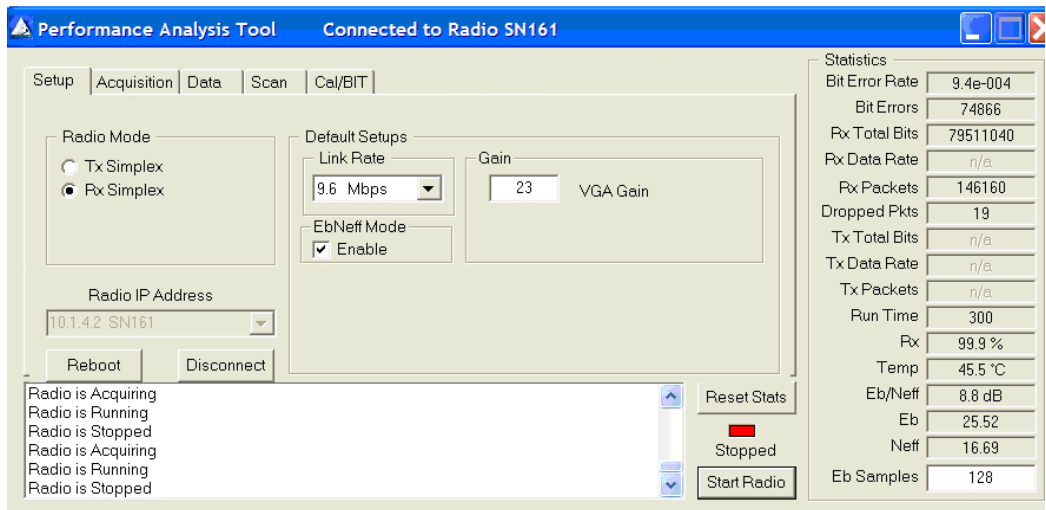 Performance Analysis Tool Connected to Radio SN161
Setup Acquisition Data Scan Cal/BIT
Radio Mode
Tx Simplex
Rx Simplex
Radio IP Address
10.1.4.2 SN161
Reboot Disconnect
Default Setups
Link Rate
9.6 Mbps
EbNeff Mode
Enable
Gain
23 VGA Gain
Radio is Acquiring
Radio is Running
Radio is Stopped
Radio is Acquiring
Radio is Running
Radio is Stopped
Reset Stats
Stopped
Start Radio
Statistics
Bit Error Rate 9.4e-004
Bit Errors 74866
Rx Total Bits 79511040
Rx Data Rate n/a
Rx Packets 146160
Dropped Pkts 19
Tx Total Bits n/a
Tx Data Rate n/a
Tx Packets n/a
Run Time 300
Rx 99.9 %
Temp 45.5 °C
Eb/Neff 8.8 dB
Eb 25.52
Neff 16.69
Eb Samples 128